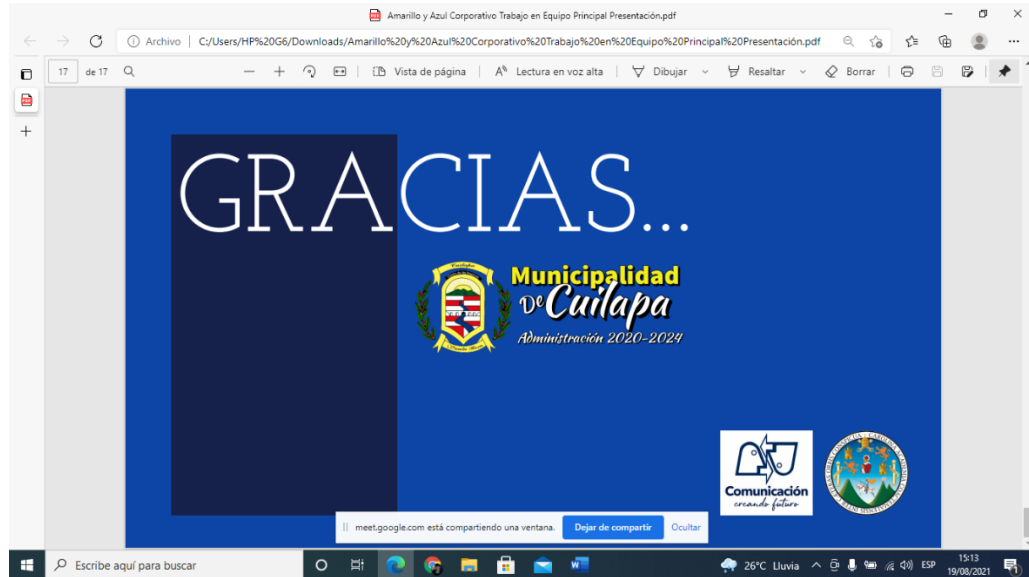 Amarillo y Azul Corporativo Trabajo en Equipo Principal Presentación.pdf
Archivo | C:/Users/HP%20G6/Downloads/Amarillo%20y%20Azul%20Corporativo%20Trabajo%20en%20Equipo%20Principal%20Presentación.pdf
17 de 17 Vista de página Lectura en voz alta Dibujar Resaltar Borrar
GRACIAS...
Cuilapa
Municipalidad
De Cuilapa
Administración 2020-2024
Comunicación
creando futuro
meet.google.com está compartiendo una ventana. Dejar de compartir Ocultar
Escribe aquí para buscar
26°C Lluvia ESP 15:13
19/08/2021